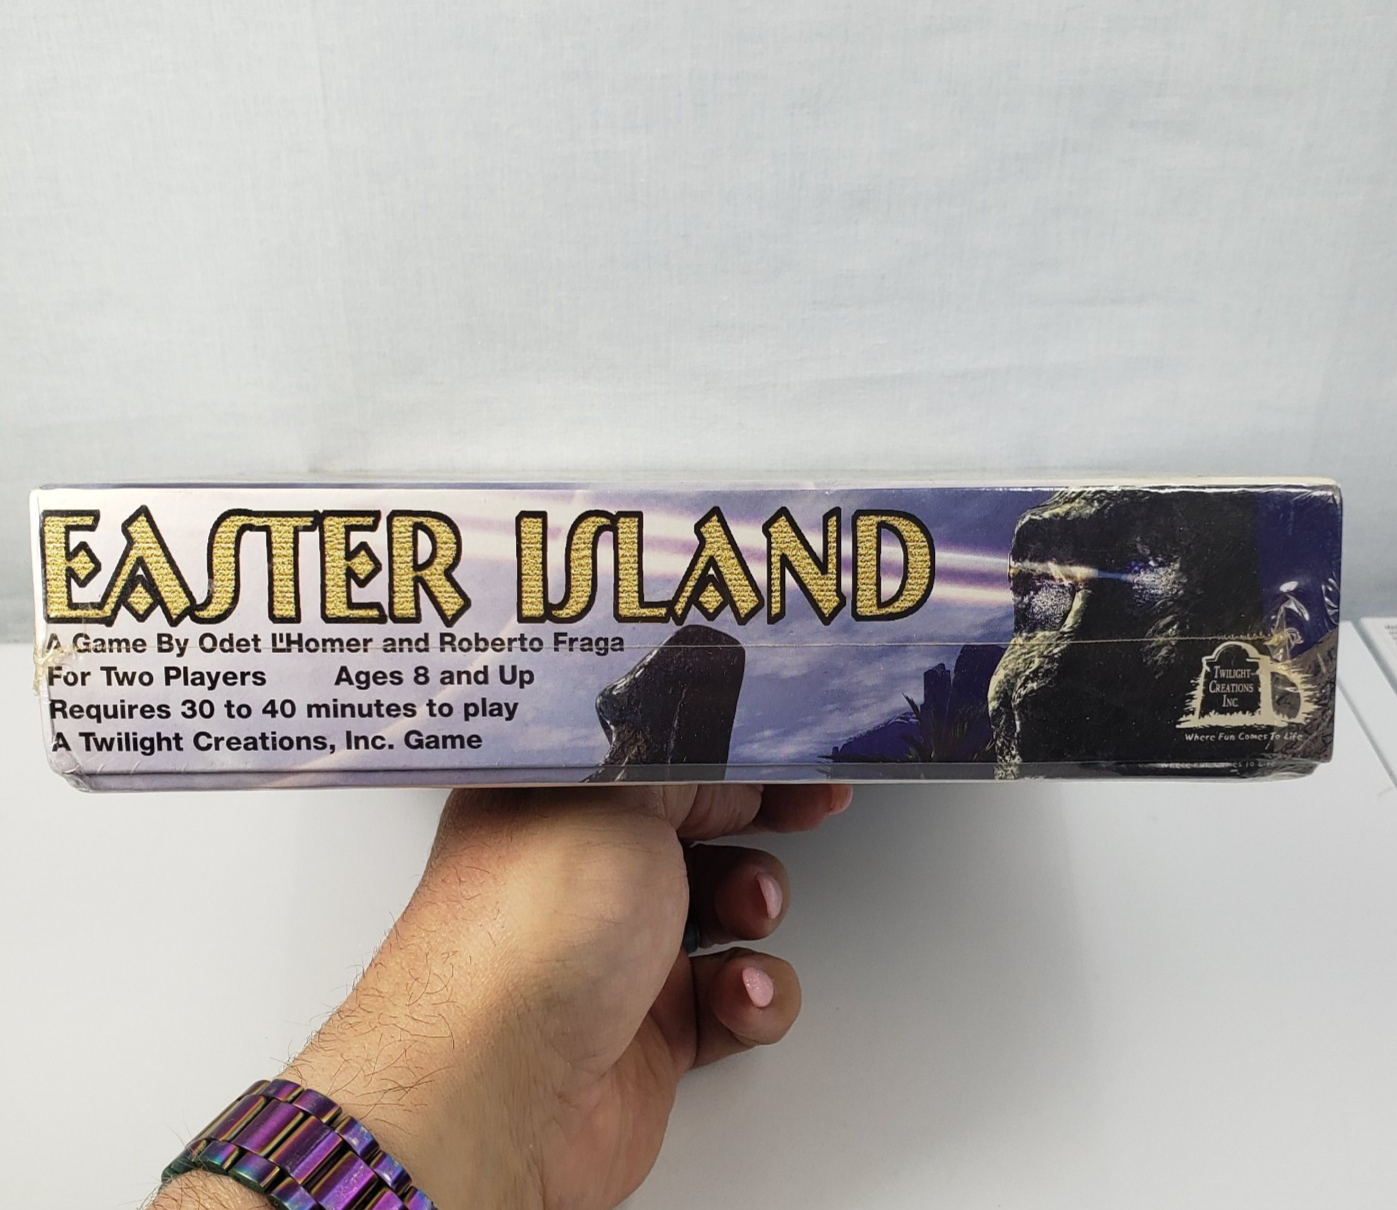 EASTER ISLAND
A Game By Odet L'Homer and Roberto Fraga
For Two Players Ages 8 and Up
Requires 30 to 40 minutes to play
A Twilight Creations, Inc. Game
TWILIGHT
CREATIONS
INC
Where Fun Comes To Life